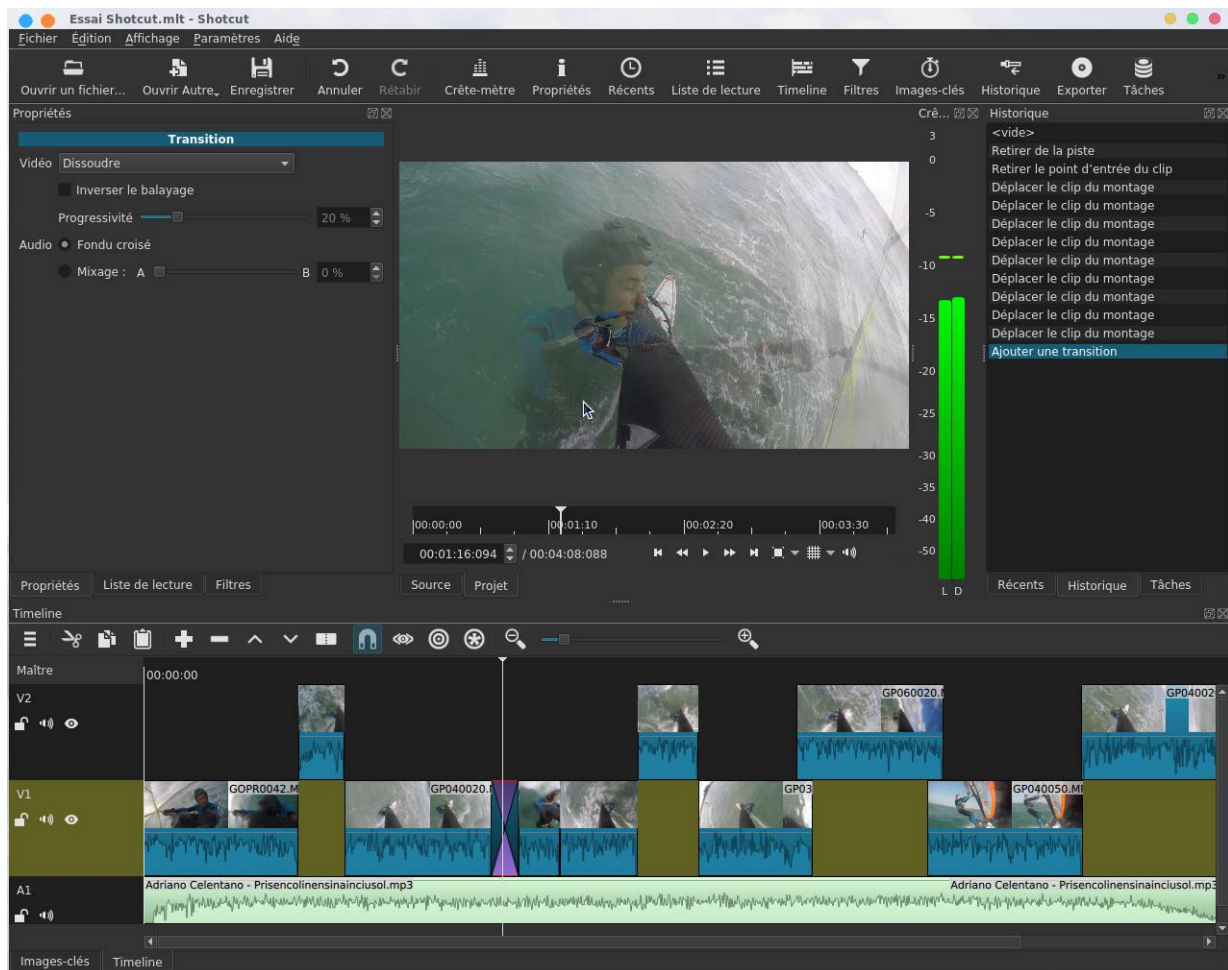 Essai Shotcut.mlt - Shotcut
Fichier Édition Affichage Paramètres Aide
Ouvrir un fichier... Ouvrir Autre Enregistrer Annuler Rétabir Crête-mètre Propriétés Récents Liste de lecture Timeline Filtres Images-clés Historique Exporter Tâches »
Propriétés
Transition
Vidéo Dissoudre
Inverser le balayage
Progressivité 20 %
Audio Fondu croisé
Mixage : A B 0 %
Propriétés Liste de lecture Filtres
00:00:00 00:01:10 00:02:20 00:03:30
00:01:16:094 / 00:04:08:088
Source Projet
Crê...
3
0
-5
-10
-15
-20
-25
-30
-35
-40
-50
L D
Historique
<vide>
Retirer de la piste
Retirer le point d'entrée du clip
Déplacer le clip du montage
Déplacer le clip du montage
Déplacer le clip du montage
Déplacer le clip du montage
Déplacer le clip du montage
Déplacer le clip du montage
Déplacer le clip du montage
Déplacer le clip du montage
Déplacer le clip du montage
Ajouter une transition
Récents Historique Tâches
Timeline
Maître 00:00:00
V2 GP060020.M GP04002
V1 GOPR0042.M GP040020.M GP03 GP040050.MP
A1 Adriano Celentano - Prisencolinensinainciusol.mp3 Adriano Celentano - Prisencolinensinainciusol.mp3
Images-clés Timeline